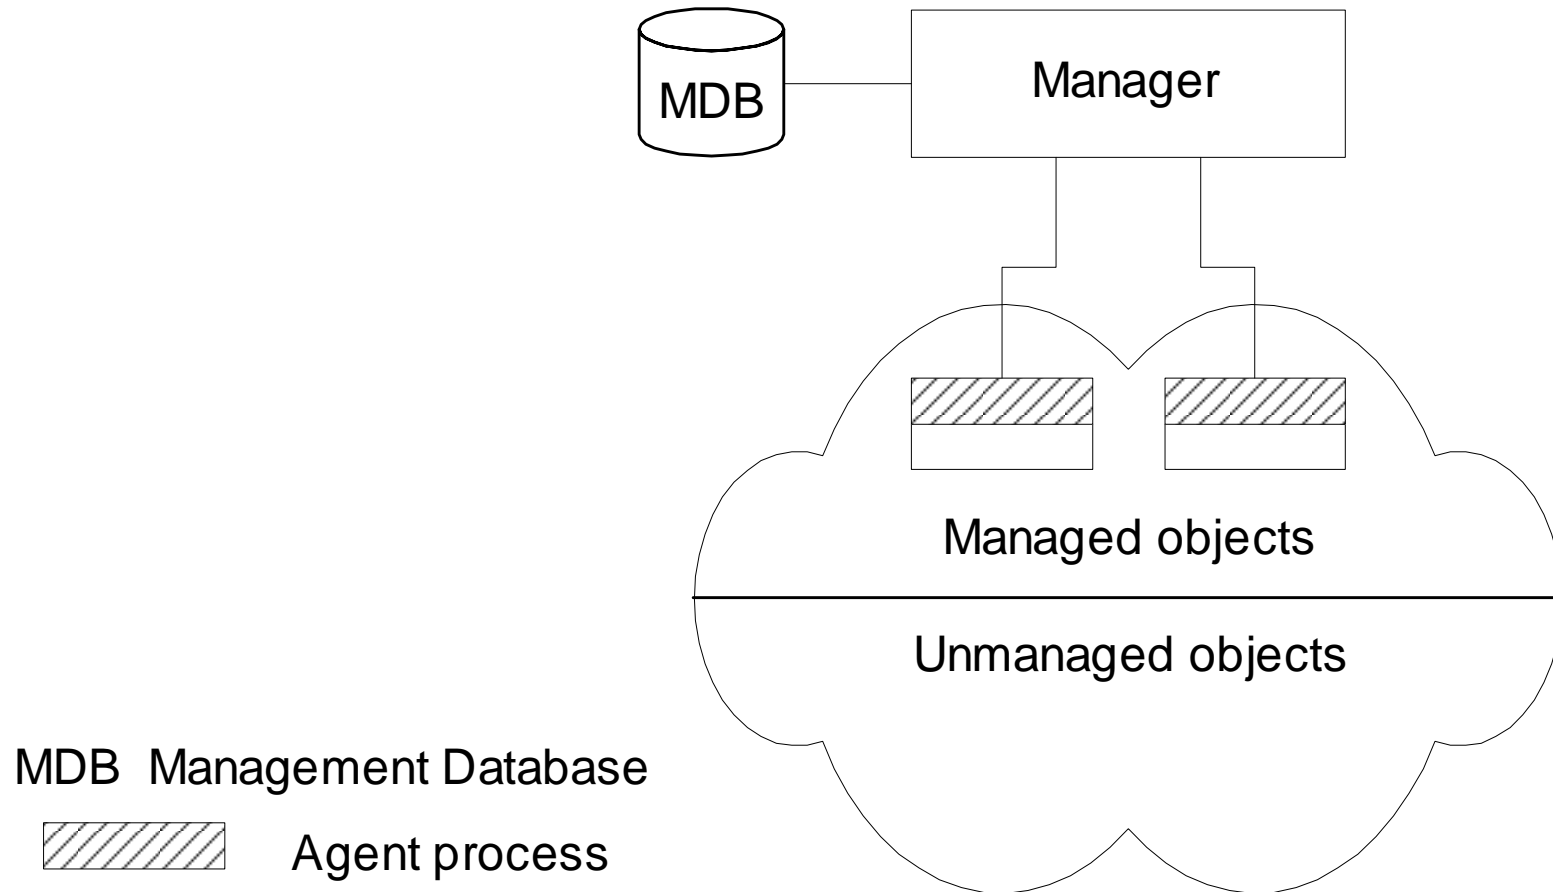 MDB
Manager
Managed objects
Unmanaged objects
MDB Management Database
Agent process